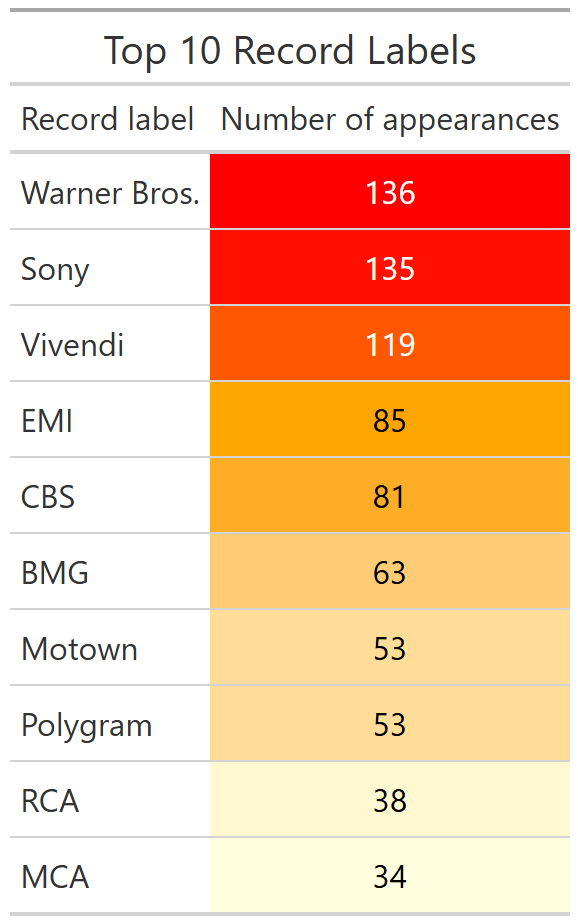 Top 10 Record Labels
Record label Number of appearances
Warner Bros. 136
Sony 135
Vivendi 119
EMI 85
CBS 81
BMG 63
Motown 53
Polygram 53
RCA 38
MCA 34